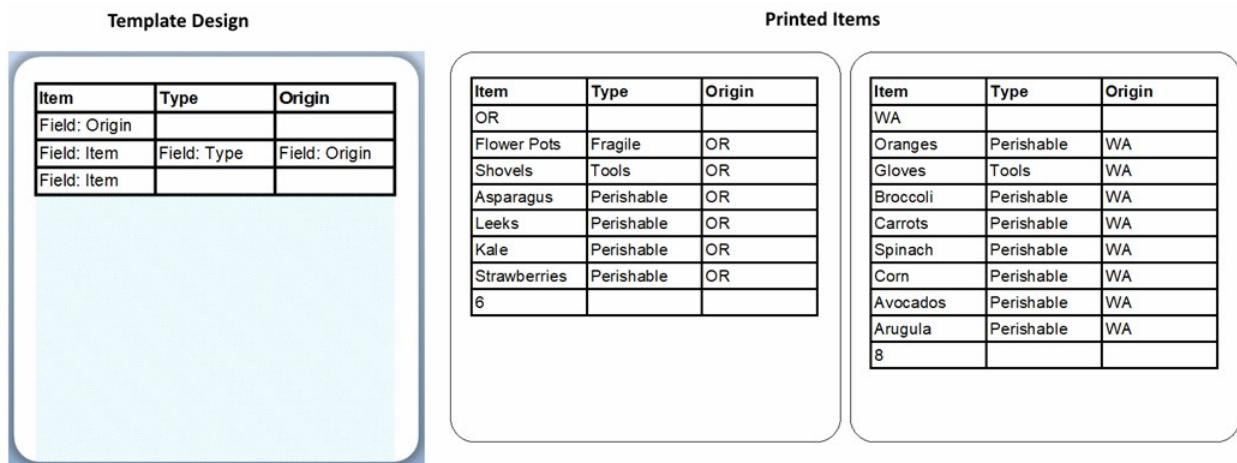 Template Design
Item Type Origin
Field: Origin
Field: Item Field: Type Field: Origin
Field: Item
Printed Items
Item Type Origin
OR
Flower Pots Fragile OR
Shovels Tools OR
Asparagus Perishable OR
Leeks Perishable OR
Kale Perishable OR
Strawberries Perishable OR
6
Item Type Origin
WA
Oranges Perishable WA
Gloves Tools WA
Broccoli Perishable WA
Carrots Perishable WA
Spinach Perishable WA
Corn Perishable WA
Avocados Perishable WA
Arugula Perishable WA
8